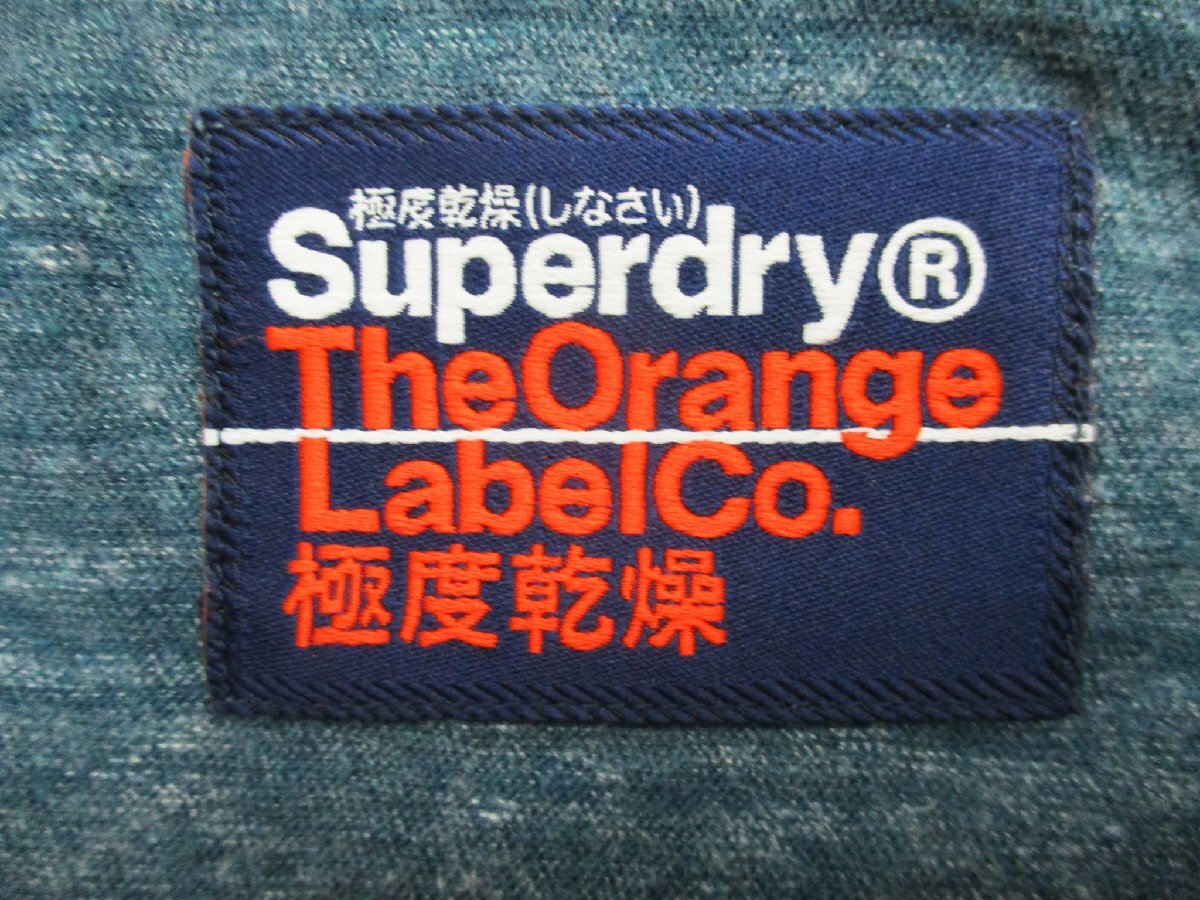 極度乾燥(しなさい)
Superdry®
TheOrange
LabelCo.
極度乾燥